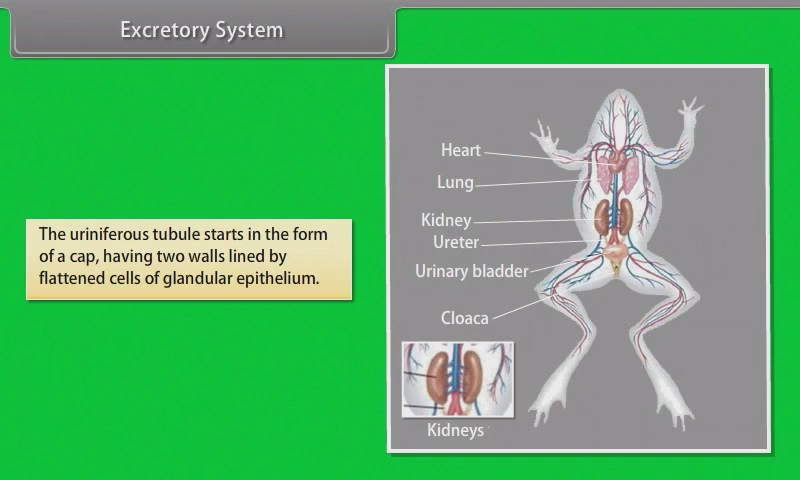 Excretory System
The uriniferous tubule starts in the form
of a cap, having two walls lined by
flattened cells of glandular epithelium.
Heart
Lung
Kidney
Ureter
Urinary bladder
Cloaca
Kidneys